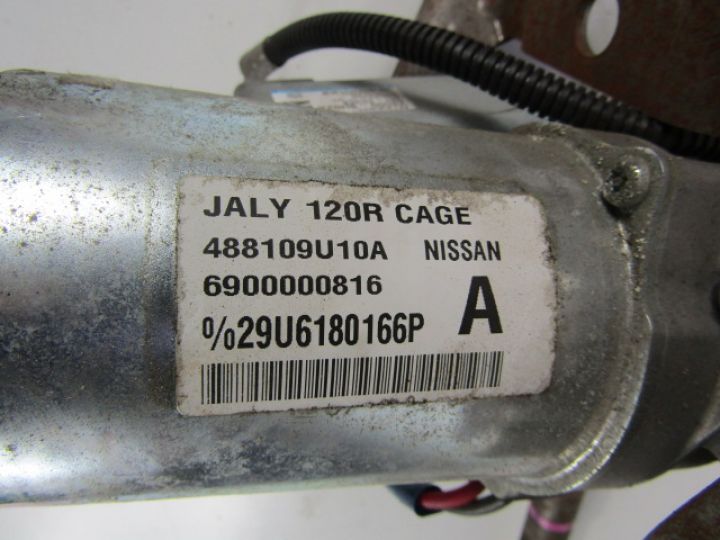 JALY 120R CAGE
488109U10A NISSAN
6900000816
A
%29U6180166P